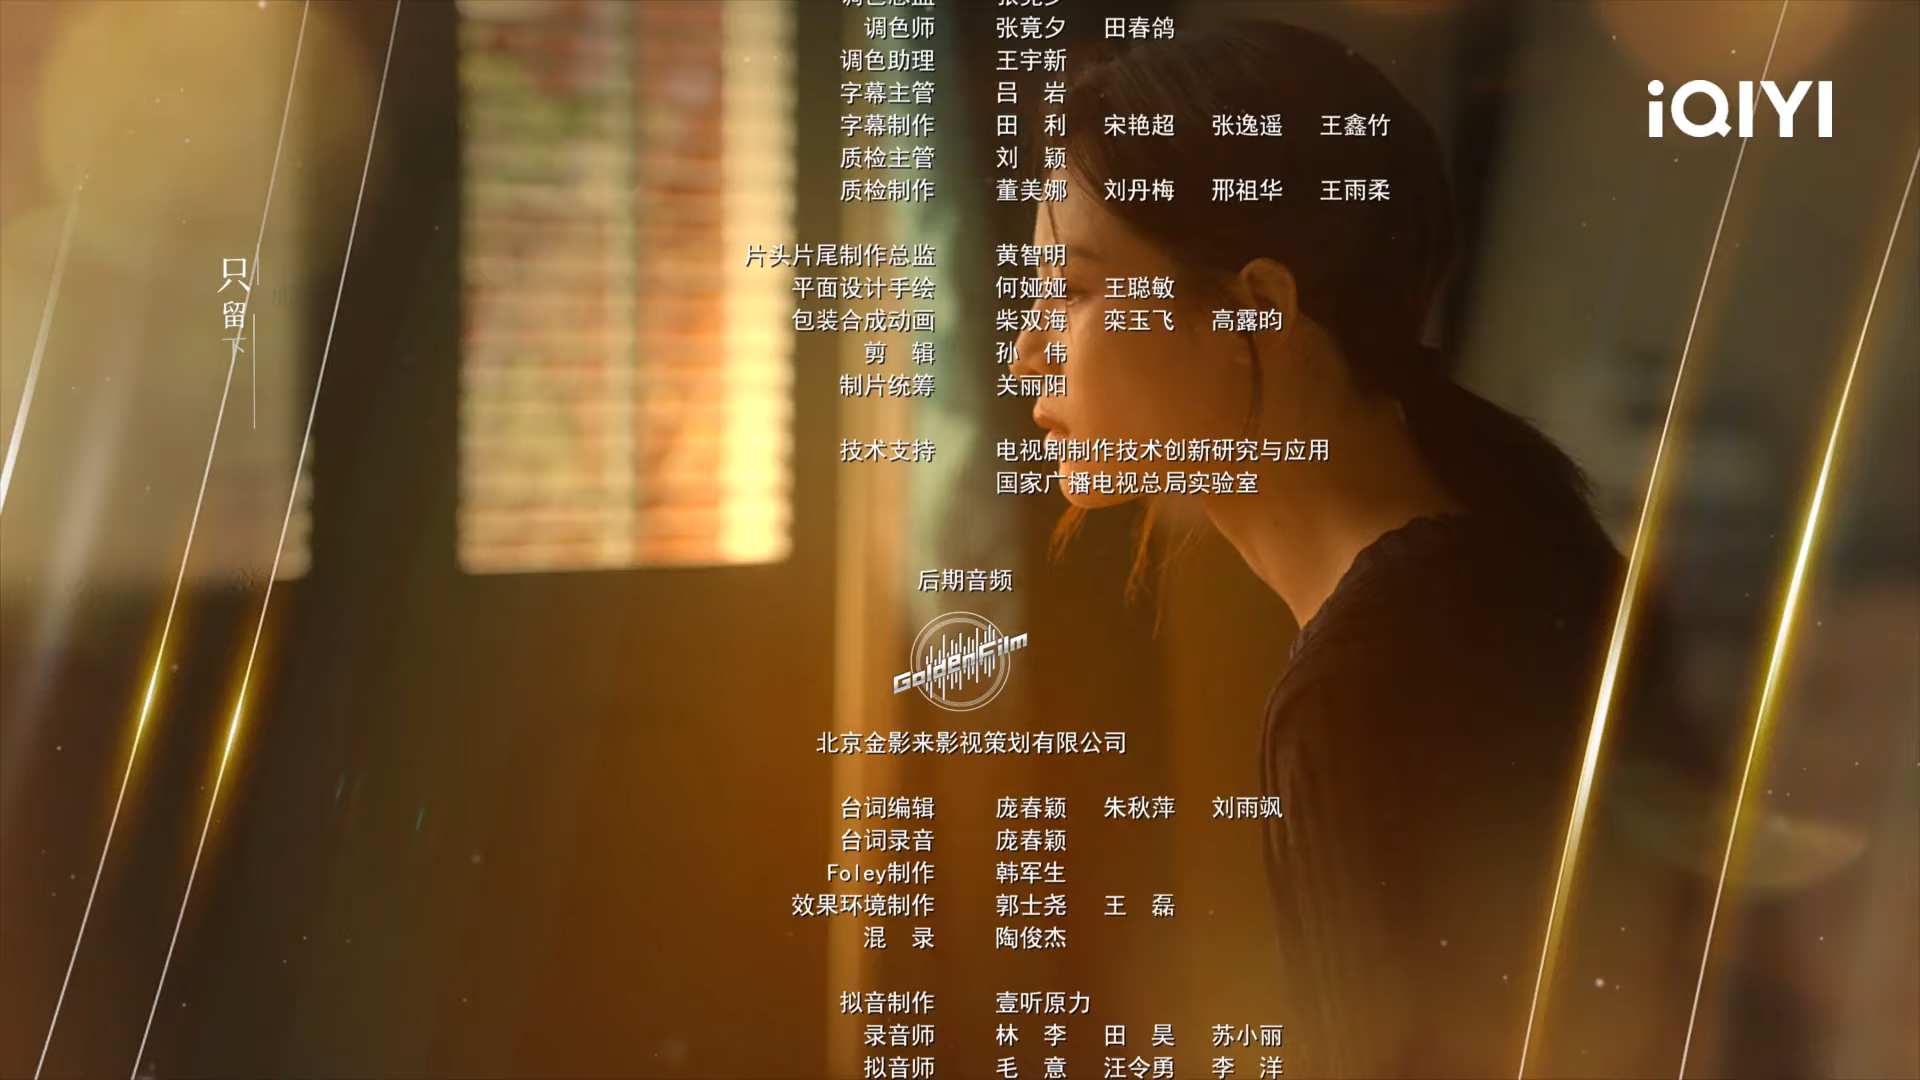 调色师 张竟夕 田春鸽
调色助理 王宇新
字幕主管 吕 岩
字幕制作 田 利 宋艳超 张逸遥 王鑫竹
质检主管 刘 颖
质检制作 董美娜 刘丹梅 邢祖华 王雨柔
片头片尾制作总监 黄智明
平面设计手绘 何娅娅 王聪敏
包装合成动画 柴双海 栾玉飞 高露昀
剪 辑 孙 伟
制片统筹 关丽阳
技术支持 电视剧制作技术创新研究与应用
国家广播电视总局实验室
后期音频
GoldenFilm
北京金影来影视策划有限公司
台词编辑 庞春颖 朱秋萍 刘雨飒
台词录音 庞春颖
Foley制作 韩军生
效果环境制作 郭士尧 王 磊
混 录 陶俊杰
拟音制作 壹听原力
录音师 林 李 田 昊 苏小丽
拟音师 毛 意 汪令勇 李 洋
只留下
iQIYI